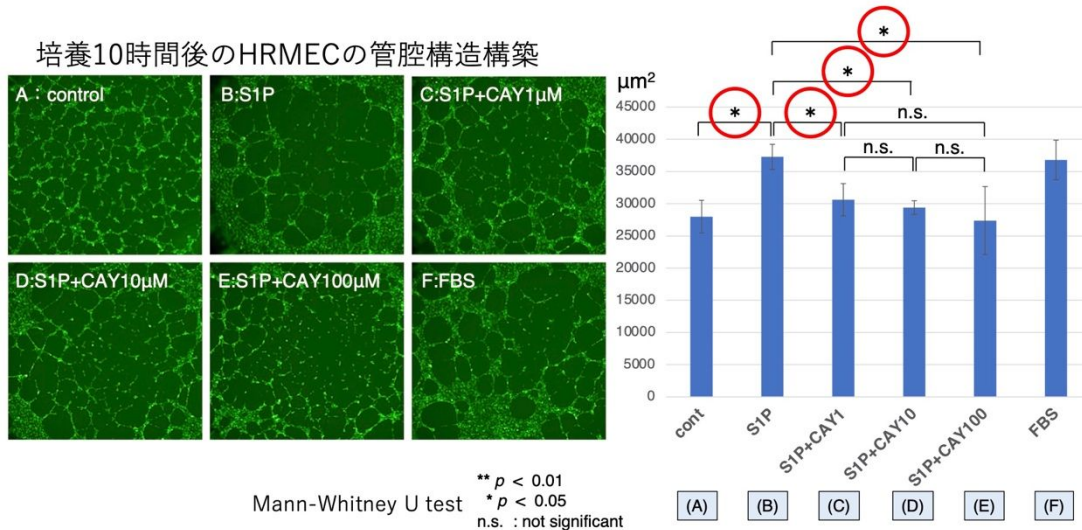 培養10時間後のHRMECの管腔構造構築
A：control
B:S1P
C:S1P+CAY1μM
D:S1P+CAY10μM
E:S1P+CAY100μM
F:FBS
μm²
*
*
*
*
n.s.
n.s.
n.s.
45000
40000
35000
30000
25000
20000
15000
10000
5000
0
cont
S1P
S1P+CAY1
S1P+CAY10
S1P+CAY100
FBS
(A)
(B)
(C)
(D)
(E)
(F)
Mann-Whitney U test
** p < 0.01
* p < 0.05
n.s. : not significant